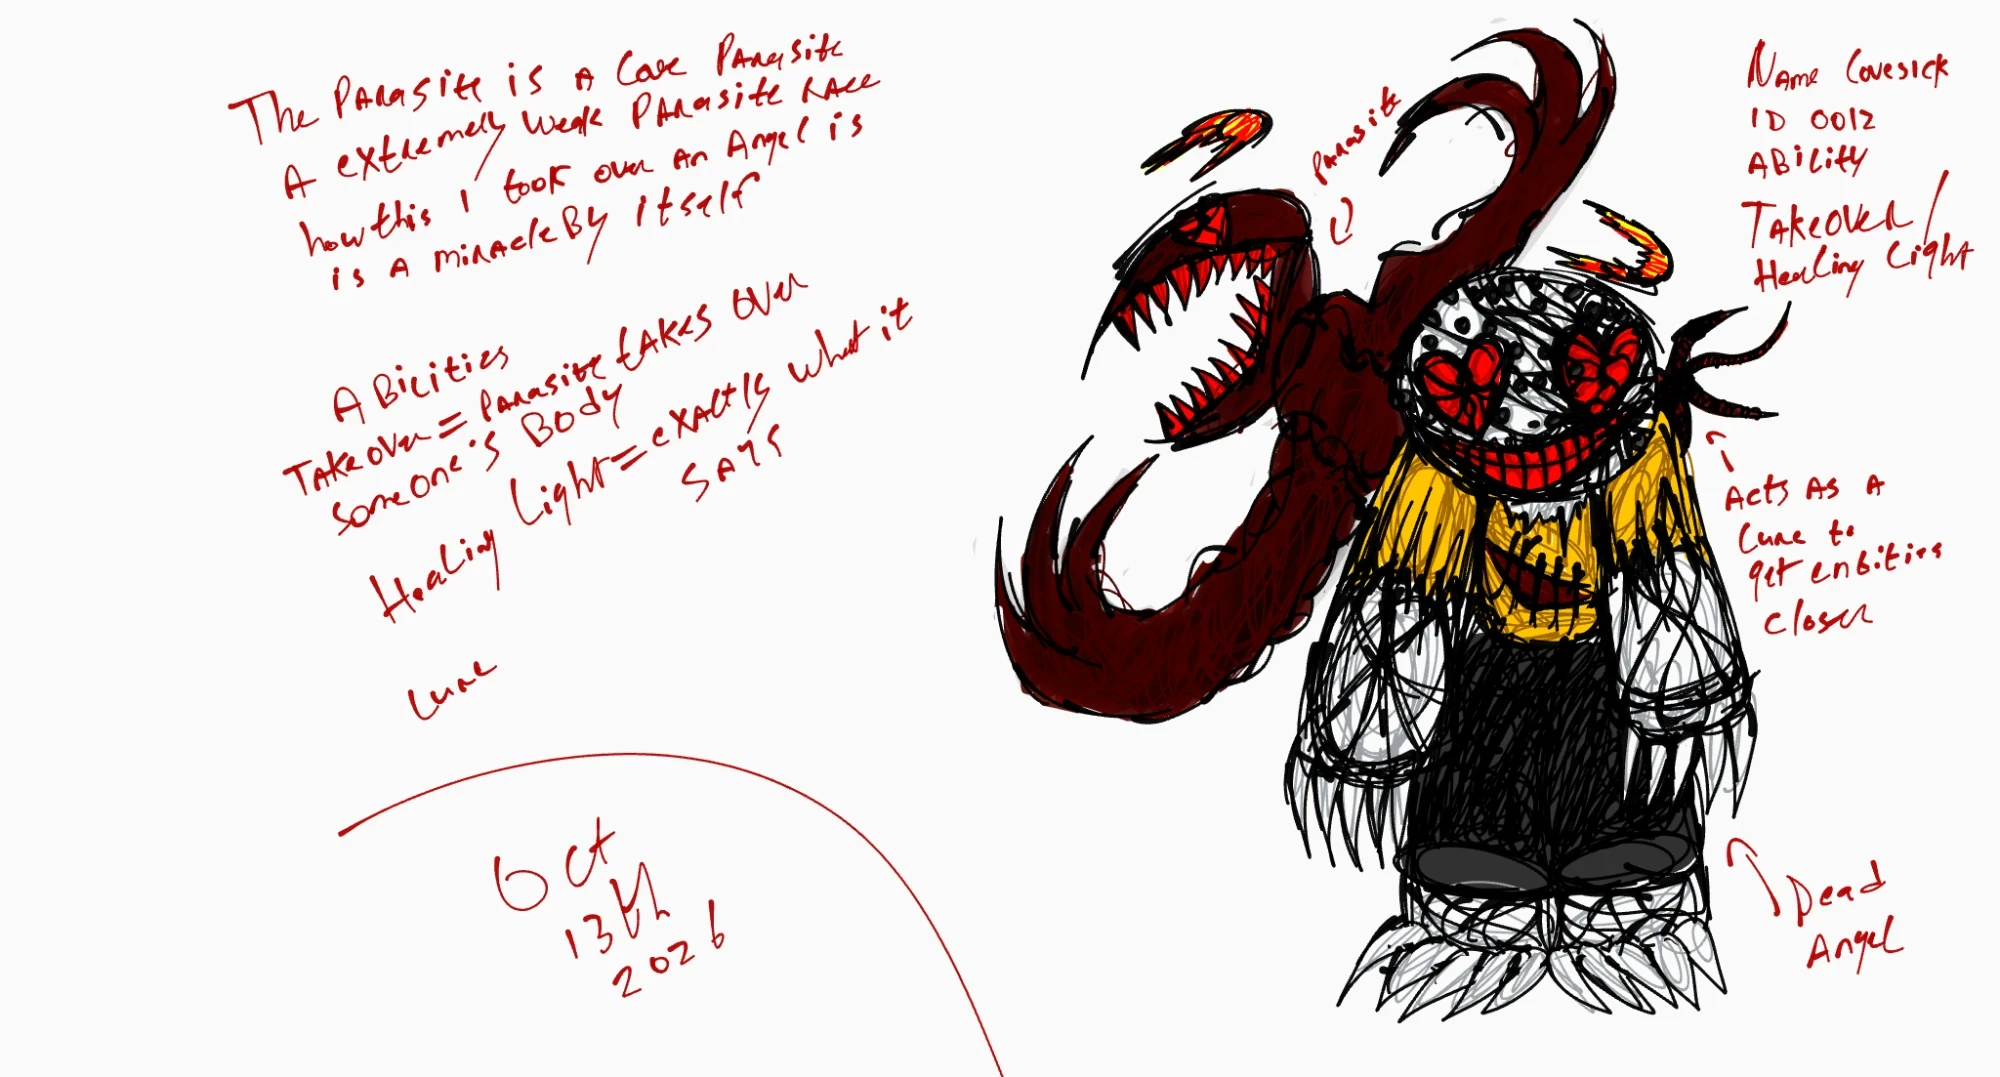 The Parasite is a Love Parasite
A extremely weak Parasite race
how this 1 took over an Angel is
is a miracle By itself
Abilities
Takeover = Parasite takes over
someone's Body
Healing Light = exactly what it
says
Lure
Oct
13th
2026
Parasite
Name Lovesick
ID 0012
Ability
Takeover /
Healing Light
Acts as a
Lure to
get enbities
closer
Dead
Angel